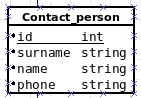 Contact_person
id int
surname string
name string
phone string